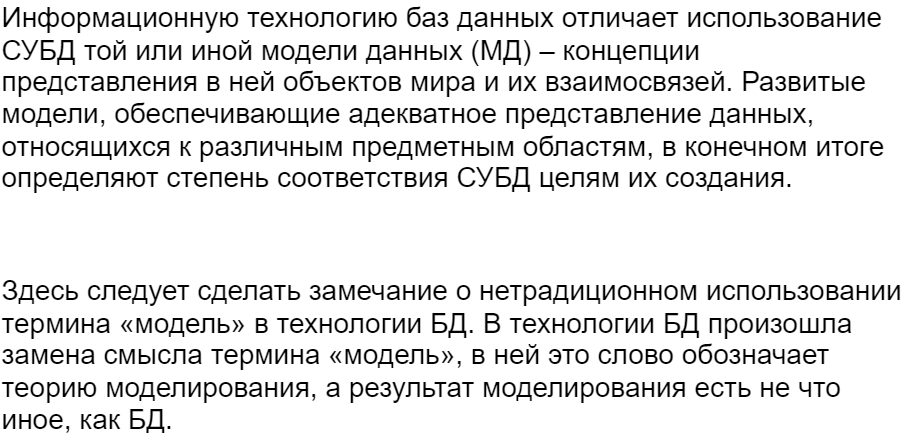 Информационную технологию баз данных отличает использование
СУБД той или иной модели данных (МД) – концепции
представления в ней объектов мира и их взаимосвязей. Развитые
модели, обеспечивающие адекватное представление данных,
относящихся к различным предметным областям, в конечном итоге
определяют степень соответствия СУБД целям их создания.
Здесь следует сделать замечание о нетрадиционном использовании
термина «модель» в технологии БД. В технологии БД произошла
замена смысла термина «модель», в ней это слово обозначает
теорию моделирования, а результат моделирования есть не что
иное, как БД.